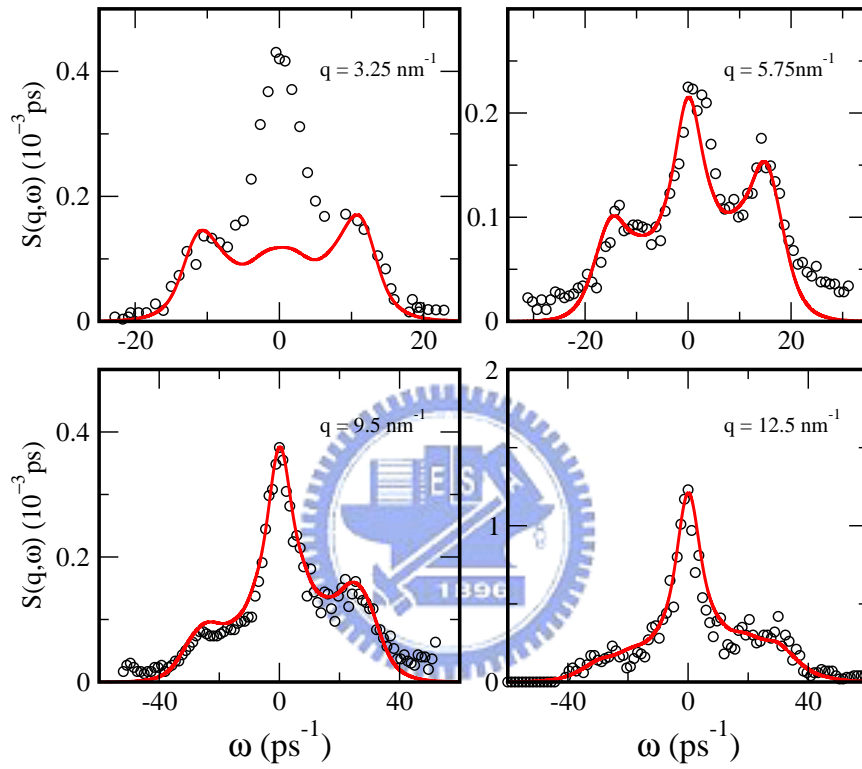 S(q,ω) (10⁻³ps)
0.4
0.2
0
-20
0
20
q = 3.25 nm⁻¹
0.2
0.1
0
-20
0
20
q = 5.75nm⁻¹
S(q,ω) (10⁻³ps)
0.4
0.2
0
-40
0
40
q = 9.5 nm⁻¹
ω (ps⁻¹)
2
1
0
-40
0
40
q = 12.5 nm⁻¹
ω (ps⁻¹)
E S
1896